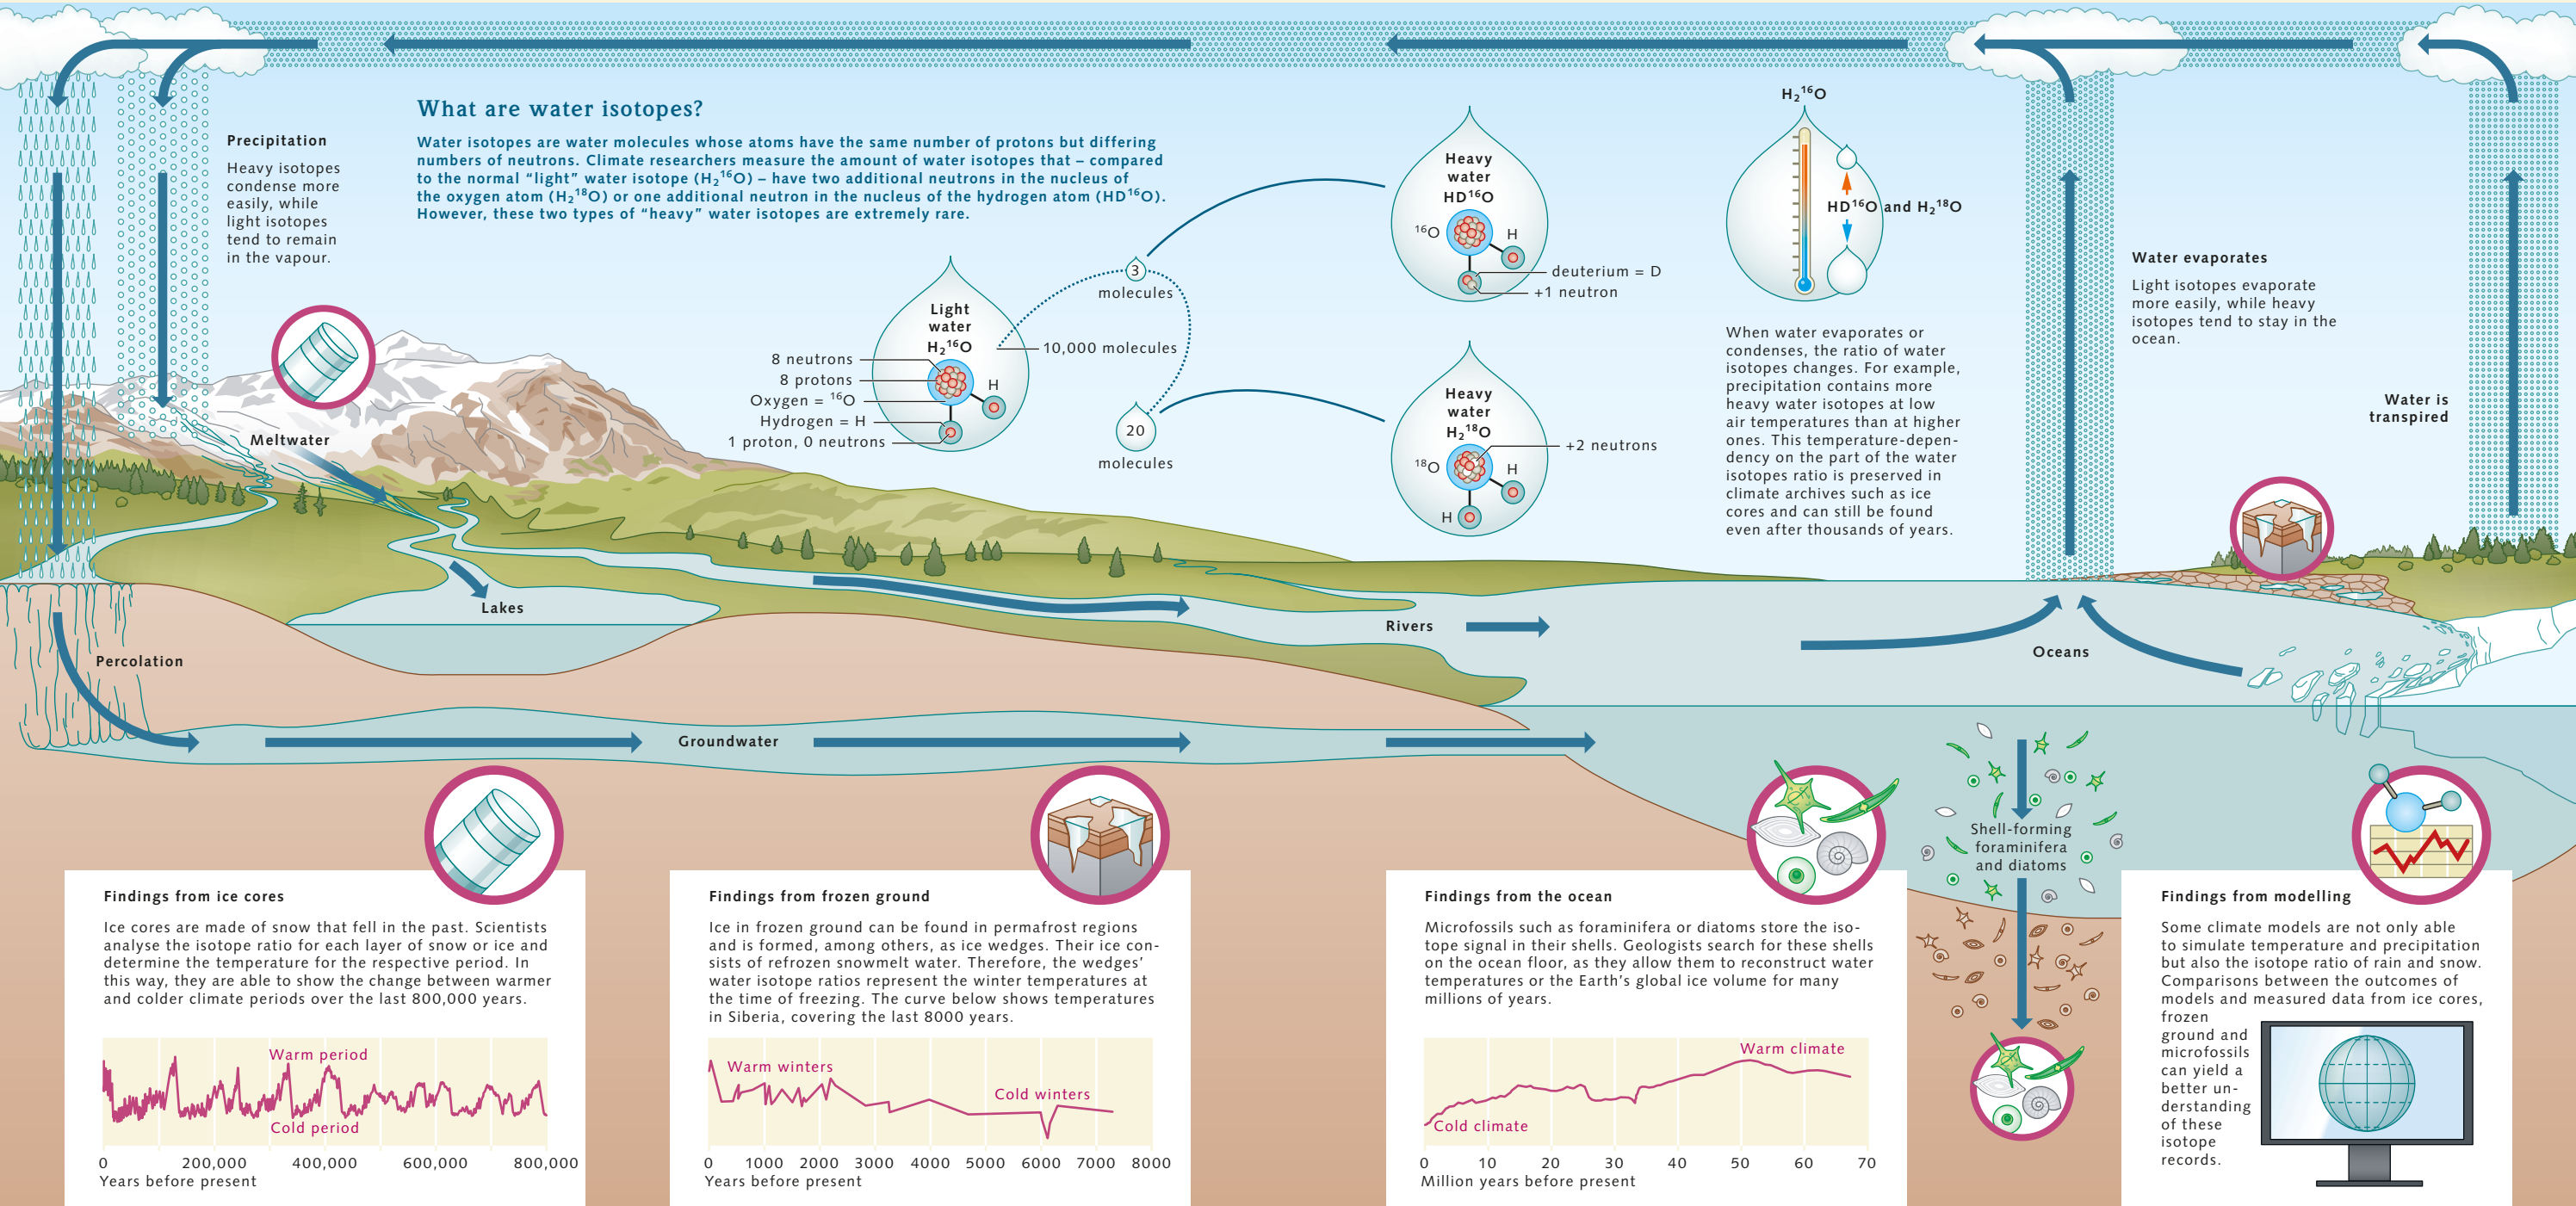 What are water isotopes?
Water isotopes are water molecules whose atoms have the same number of protons but differing
numbers of neutrons. Climate researchers measure the amount of water isotopes that – compared
to the normal “light” water isotope (H₂¹⁶O) – have two additional neutrons in the nucleus of
the oxygen atom (H₂¹⁸O) or one additional neutron in the nucleus of the hydrogen atom (HD¹⁶O).
However, these two types of “heavy” water isotopes are extremely rare.
Precipitation
Heavy isotopes
condense more
easily, while
light isotopes
tend to remain
in the vapour.
Meltwater
Light
water
H₂¹⁶O
8 neutrons
8 protons
Oxygen = ¹⁶O
Hydrogen = H
1 proton, 0 neutrons
H
10,000 molecules
3
molecules
20
molecules
Heavy
water
HD¹⁶O
¹⁶O
H
deuterium = D
+1 neutron
Heavy
water
H₂¹⁸O
+2 neutrons
¹⁸O
H
H
H₂¹⁶O
HD¹⁶O and H₂¹⁸O
When water evaporates or
condenses, the ratio of water
isotopes changes. For example,
precipitation contains more
heavy water isotopes at low
air temperatures than at higher
ones. This temperature-depen-
dency on the part of the water
isotopes ratio is preserved in
climate archives such as ice
cores and can still be found
even after thousands of years.
Water evaporates
Light isotopes evaporate
more easily, while heavy
isotopes tend to stay in the
ocean.
Water is
transpired
Lakes
Rivers
Oceans
Percolation
Groundwater
Shell-forming
foraminifera
and diatoms
Findings from ice cores
Ice cores are made of snow that fell in the past. Scientists
analyse the isotope ratio for each layer of snow or ice and
determine the temperature for the respective period. In
this way, they are able to show the change between warmer
and colder climate periods over the last 800,000 years.
Warm period
Cold period
0 200,000 400,000 600,000 800,000
Years before present
Findings from frozen ground
Ice in frozen ground can be found in permafrost regions
and is formed, among others, as ice wedges. Their ice con-
sists of refrozen snowmelt water. Therefore, the wedges’
water isotope ratios represent the winter temperatures at
the time of freezing. The curve below shows temperatures
in Siberia, covering the last 8000 years.
Warm winters
Cold winters
0 1000 2000 3000 4000 5000 6000 7000 8000
Years before present
Findings from the ocean
Microfossils such as foraminifera or diatoms store the iso-
tope signal in their shells. Geologists search for these shells
on the ocean floor, as they allow them to reconstruct water
temperatures or the Earth’s global ice volume for many
millions of years.
Warm climate
Cold climate
0 10 20 30 40 50 60 70
Million years before present
Findings from modelling
Some climate models are not only able
to simulate temperature and precipitation
but also the isotope ratio of rain and snow.
Comparisons between the outcomes of
models and measured data from ice cores,
frozen
ground and
microfossils
can yield a
better un-
derstanding
of these
isotope
records.